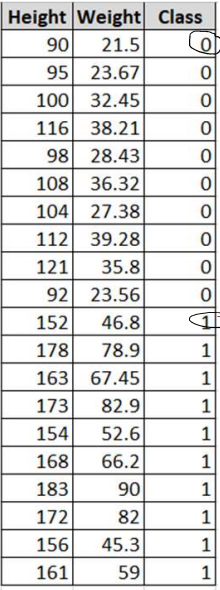 Height Weight Class
90 21.5 0
95 23.67 0
100 32.45 0
116 38.21 0
98 28.43 0
108 36.32 0
104 27.38 0
112 39.28 0
121 35.8 0
92 23.56 0
152 46.8 1
178 78.9 1
163 67.45 1
173 82.9 1
154 52.6 1
168 66.2 1
183 90 1
172 82 1
156 45.3 1
161 59 1